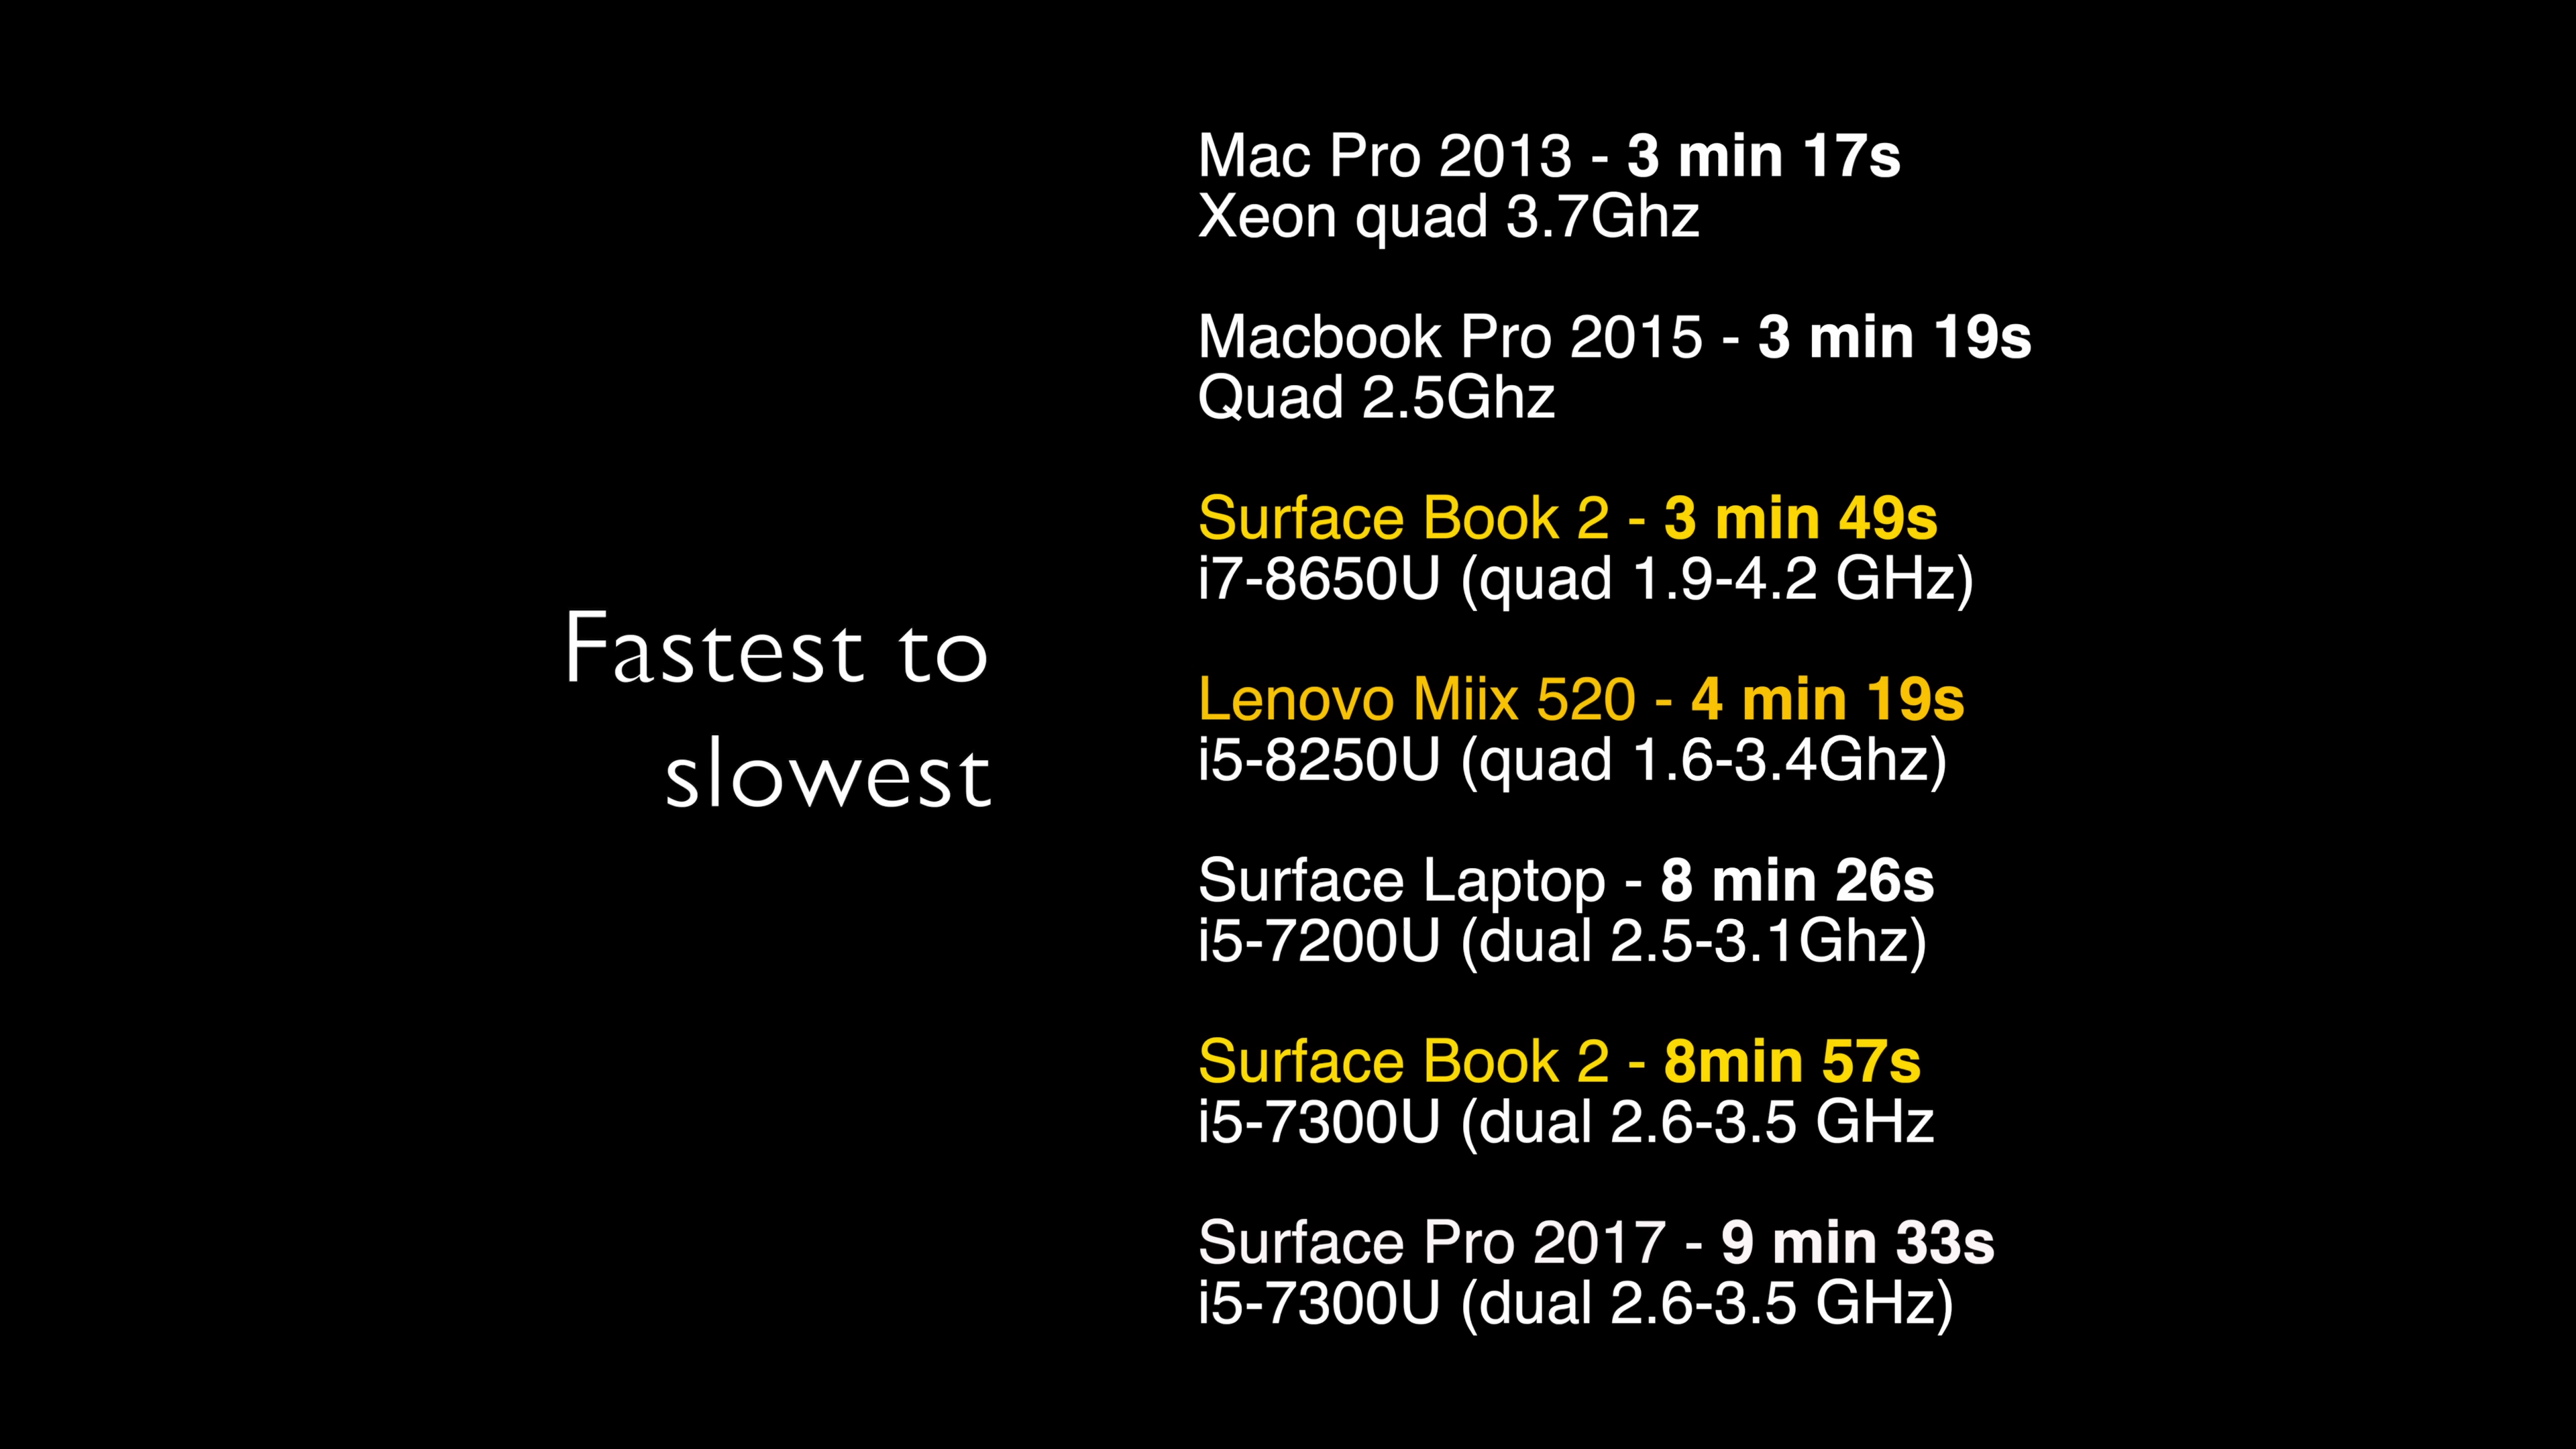 Fastest to
slowest
Mac Pro 2013 - 3 min 17s
Xeon quad 3.7Ghz
Macbook Pro 2015 - 3 min 19s
Quad 2.5Ghz
Surface Book 2 - 3 min 49s
i7-8650U (quad 1.9-4.2 GHz)
Lenovo Miix 520 - 4 min 19s
i5-8250U (quad 1.6-3.4Ghz)
Surface Laptop - 8 min 26s
i5-7200U (dual 2.5-3.1Ghz)
Surface Book 2 - 8min 57s
i5-7300U (dual 2.6-3.5 GHz
Surface Pro 2017 - 9 min 33s
i5-7300U (dual 2.6-3.5 GHz)